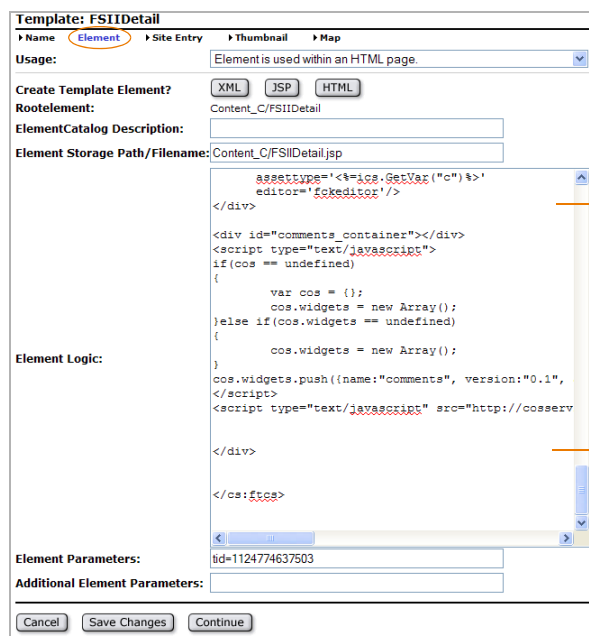 Template: FSIIDetail
Name Element Site Entry Thumbnail Map
Usage: Element is used within an HTML page.
Create Template Element? XML JSP HTML
Rootelement: Content_C/FSIIDetail
ElementCatalog Description:
Element Storage Path/Filename: Content_C/FSIIDetail.jsp
assettype='<%=ics.GetVar("c")%>'
editor='fckeditor'/>
</div>
<div id="comments_container"></div>
<script type="text/javascript">
if(cos == undefined)
{
var cos = {};
cos.widgets = new Array();
}else if(cos.widgets == undefined)
{
cos.widgets = new Array();
Element Logic:
}
cos.widgets.push({name:"comments", version:"0.1",
</script>
<script type="text/javascript" src="http://cosserv
</div>
</cs:ftcs>
Element Parameters: tid=1124774637503
Additional Element Parameters:
Cancel Save Changes Continue